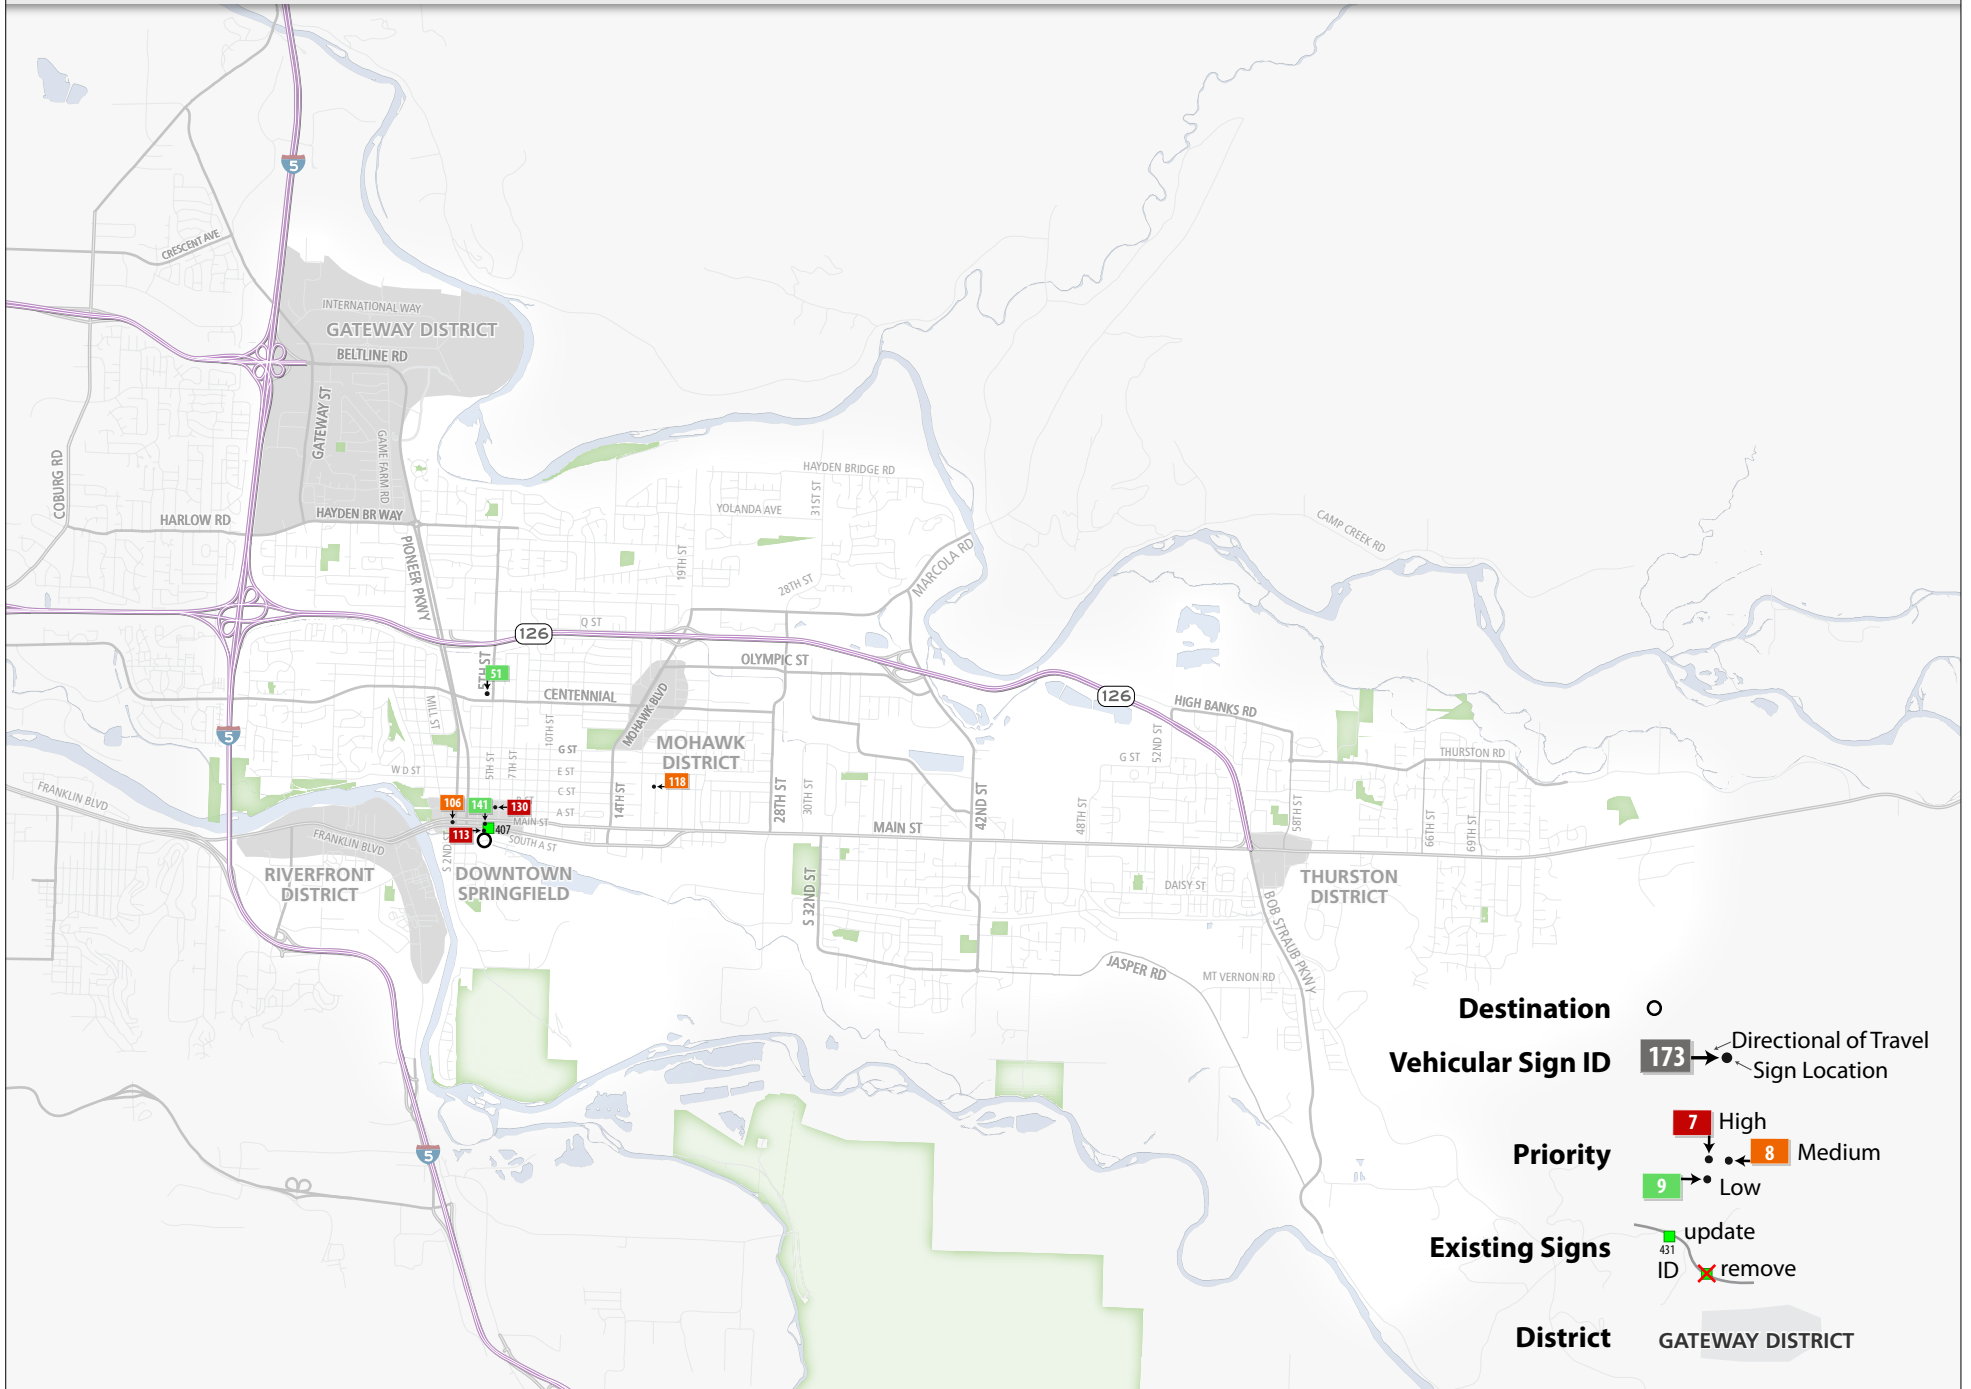 5
CRESCENT AVE
INTERNATIONAL WAY
GATEWAY DISTRICT
BELTLINE RD
GATEWAY ST
GAME FARM RD
COBURG RD
HARLOW RD
HAYDEN BR WAY
PIONEER PKWY
HAYDEN BRIDGE RD
31ST ST
YOLANDA AVE
19TH ST
28TH ST
MARCOLA RD
CAMP CREEK RD
126
Q ST
5TH ST
51
OLYMPIC ST
CENTENNIAL
MOHAWK BLVD
126
HIGH BANKS RD
5
MILL ST
10TH ST
G ST
MOHAWK
DISTRICT
52ND ST
G ST
THURSTON RD
5TH ST
7TH ST
W D ST
E ST
C ST
A ST
14TH ST
118
28TH ST
30TH ST
42ND ST
48TH ST
58TH ST
66TH ST
69TH ST
FRANKLIN BLVD
106
141
130
MAIN ST
113
407
SOUTH A ST
MAIN ST
FRANKLIN BLVD
S 2ND ST
RIVERFRONT
DISTRICT
DOWNTOWN
SPRINGFIELD
S 32ND ST
DAISY ST
THURSTON
DISTRICT
BOB STRAUB PKWY
JASPER RD
MT VERNON RD
5
Destination
Vehicular Sign ID
173
Directional of Travel
Sign Location
Priority
7 High
8 Medium
9 Low
Existing Signs
update
431
ID
remove
District
GATEWAY DISTRICT